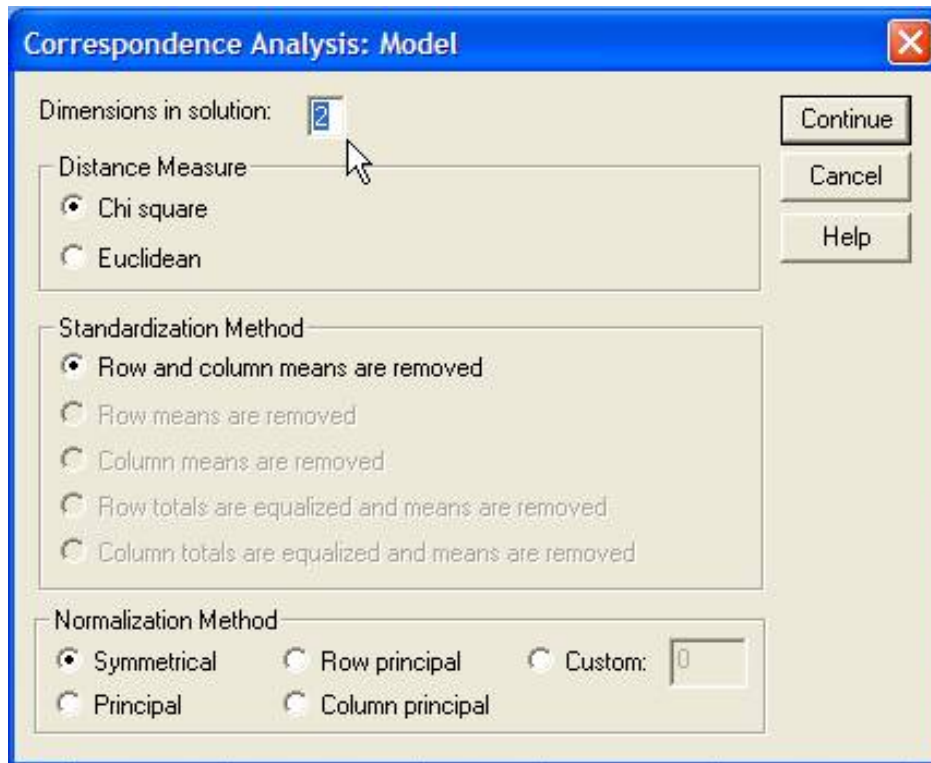 Correspondence Analysis: Model
Dimensions in solution: 2
Continue
Distance Measure
Cancel
Chi square
Help
Euclidean
Standardization Method
Row and column means are removed
Row means are removed
Column means are removed
Row totals are equalized and means are removed
Column totals are equalized and means are removed
Normalization Method
Symmetrical Row principal Custom: 0
Principal Column principal